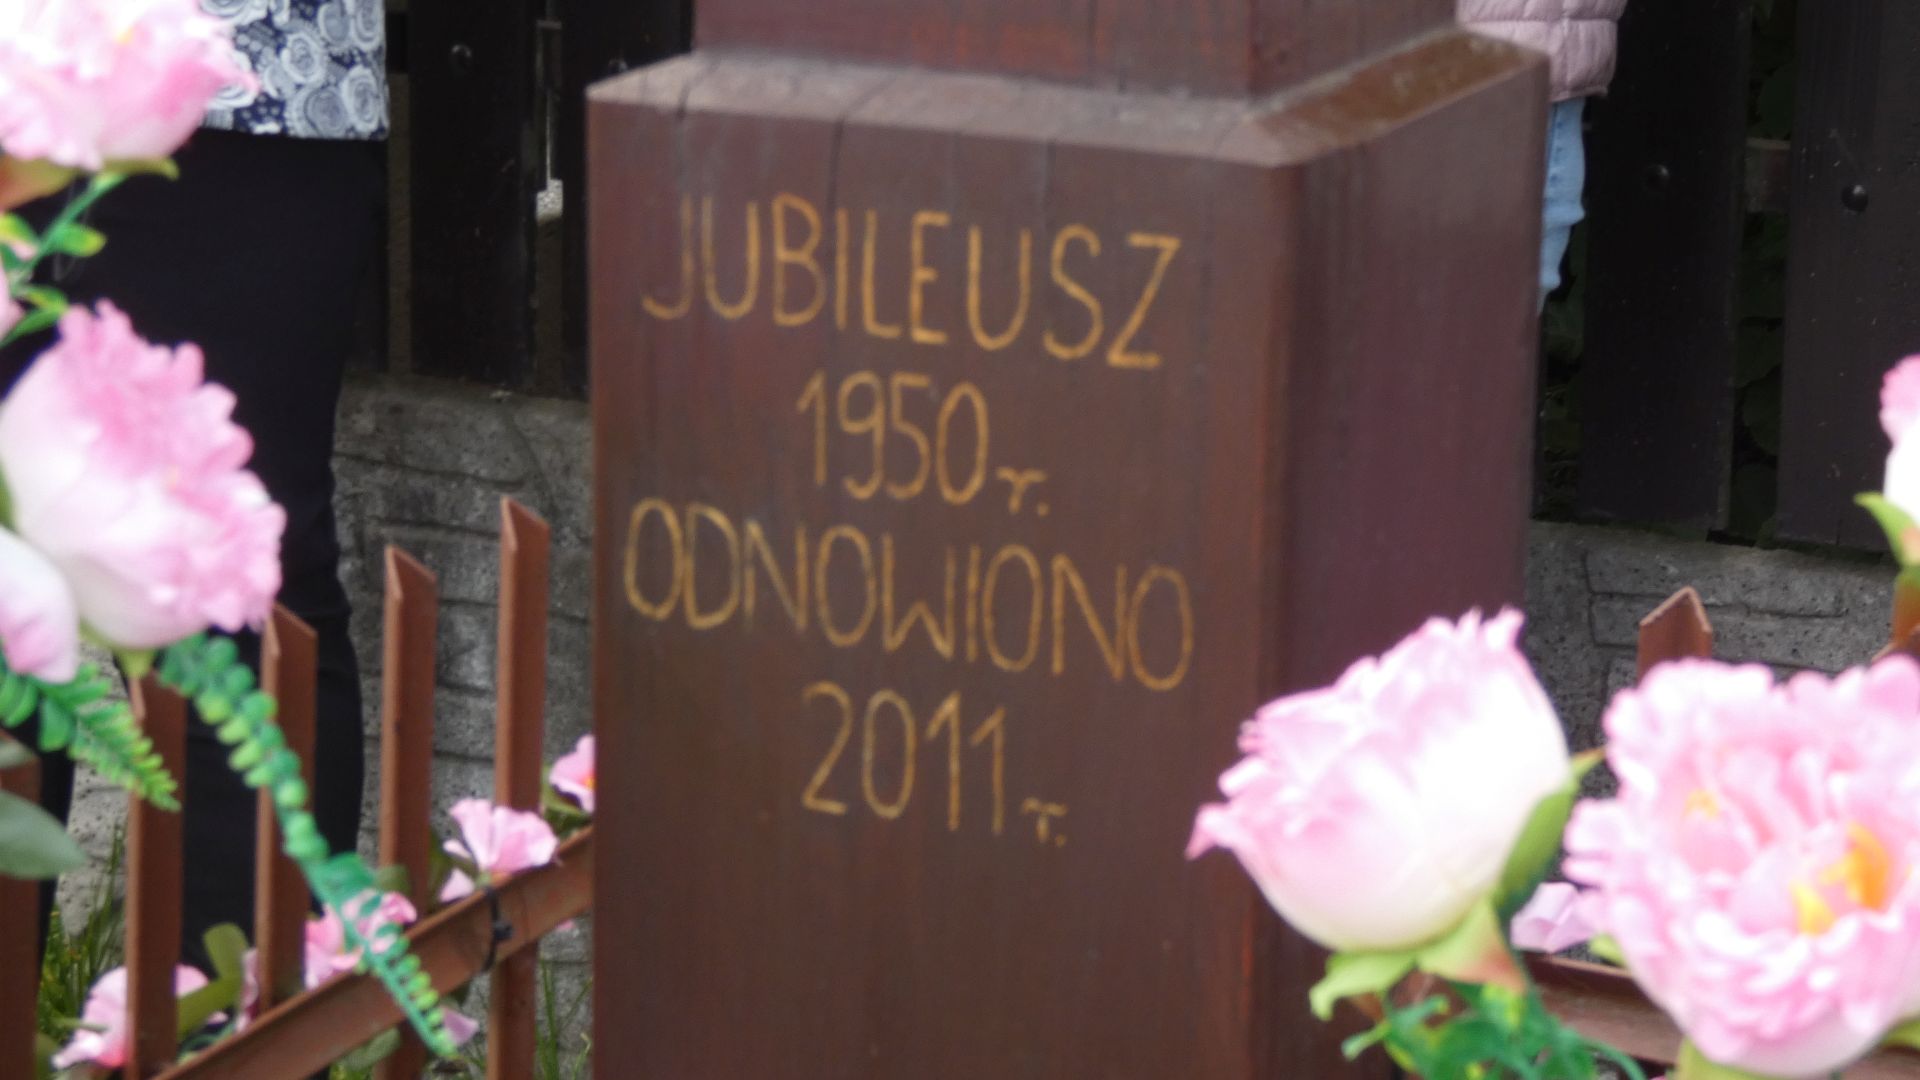 JUBILEUSZ
1950 r.
ODNOWIONO
2011 r.